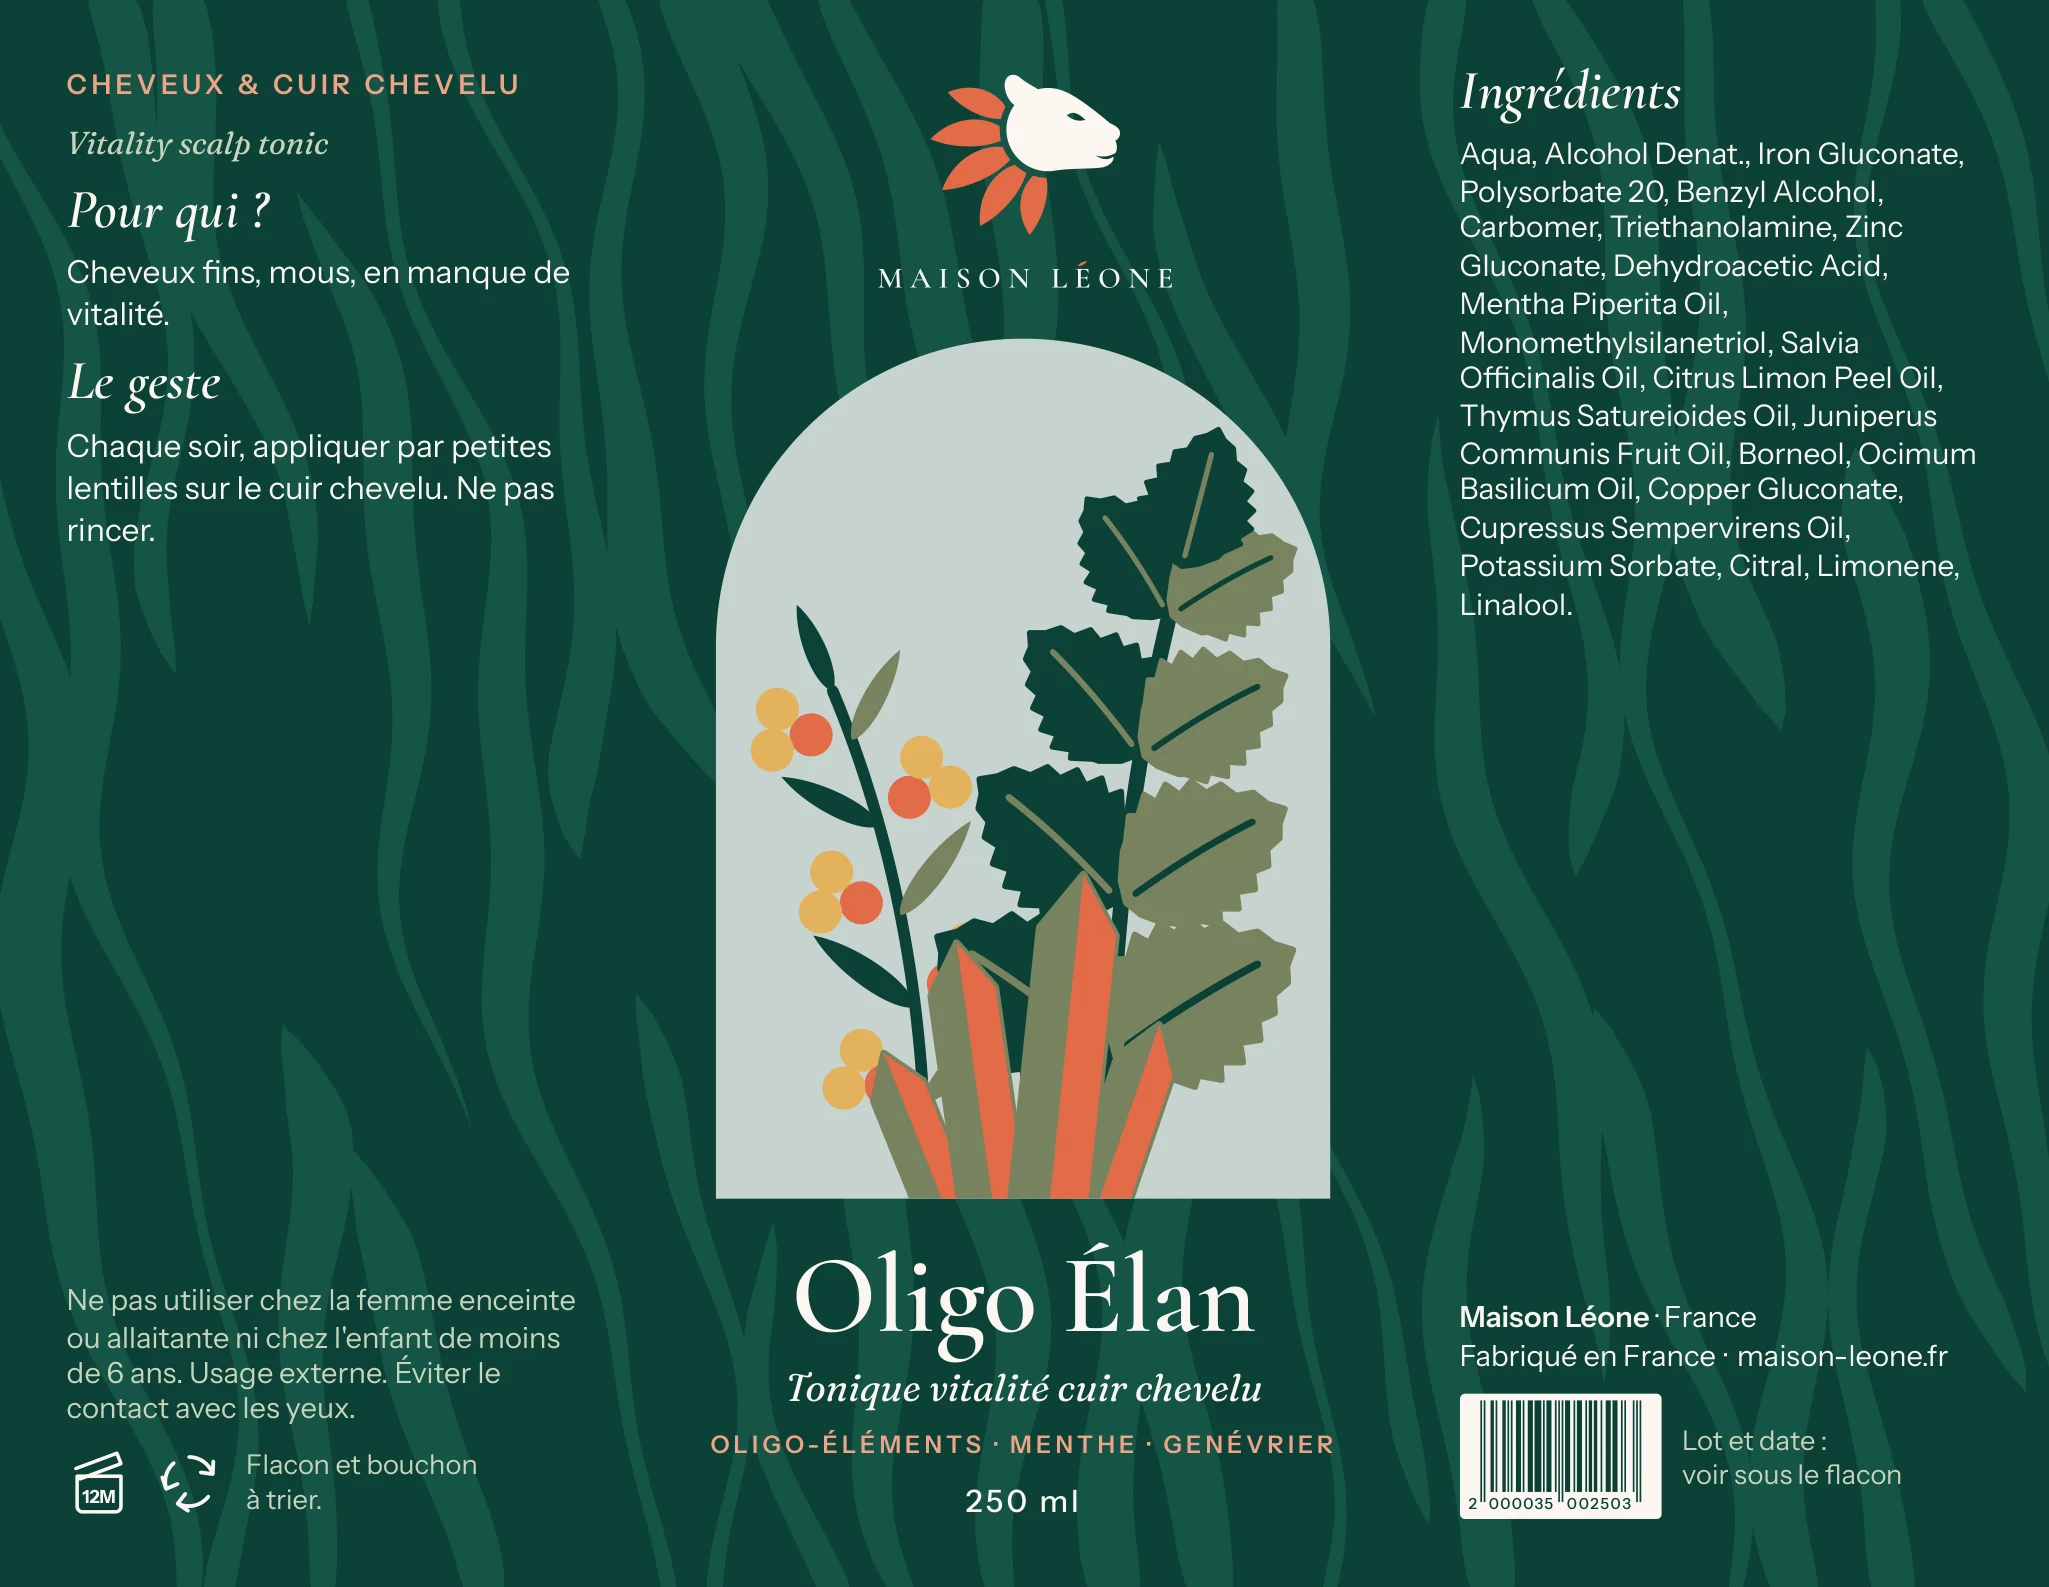 CHEVEUX & CUIR CHEVELU
Vitality scalp tonic
Pour qui ?
Cheveux fins, mous, en manque de
vitalité.
Le geste
Chaque soir, appliquer par petites
lentilles sur le cuir chevelu. Ne pas
rincer.
Ne pas utiliser chez la femme enceinte
ou allaitante ni chez l'enfant de moins
de 6 ans. Usage externe. Éviter le
contact avec les yeux.
12M
Flacon et bouchon
à trier.
MAISON LÉONE
Oligo Élan
Tonique vitalité cuir chevelu
OLIGO-ÉLÉMENTS · MENTHE · GENÉVRIER
250 ml
Ingrédients
Aqua, Alcohol Denat., Iron Gluconate,
Polysorbate 20, Benzyl Alcohol,
Carbomer, Triethanolamine, Zinc
Gluconate, Dehydroacetic Acid,
Mentha Piperita Oil,
Monomethylsilanetriol, Salvia
Officinalis Oil, Citrus Limon Peel Oil,
Thymus Satureioides Oil, Juniperus
Communis Fruit Oil, Borneol, Ocimum
Basilicum Oil, Copper Gluconate,
Cupressus Sempervirens Oil,
Potassium Sorbate, Citral, Limonene,
Linalool.
Maison Léone · France
Fabriqué en France · maison-leone.fr
2 000035 002503
Lot et date :
voir sous le flacon